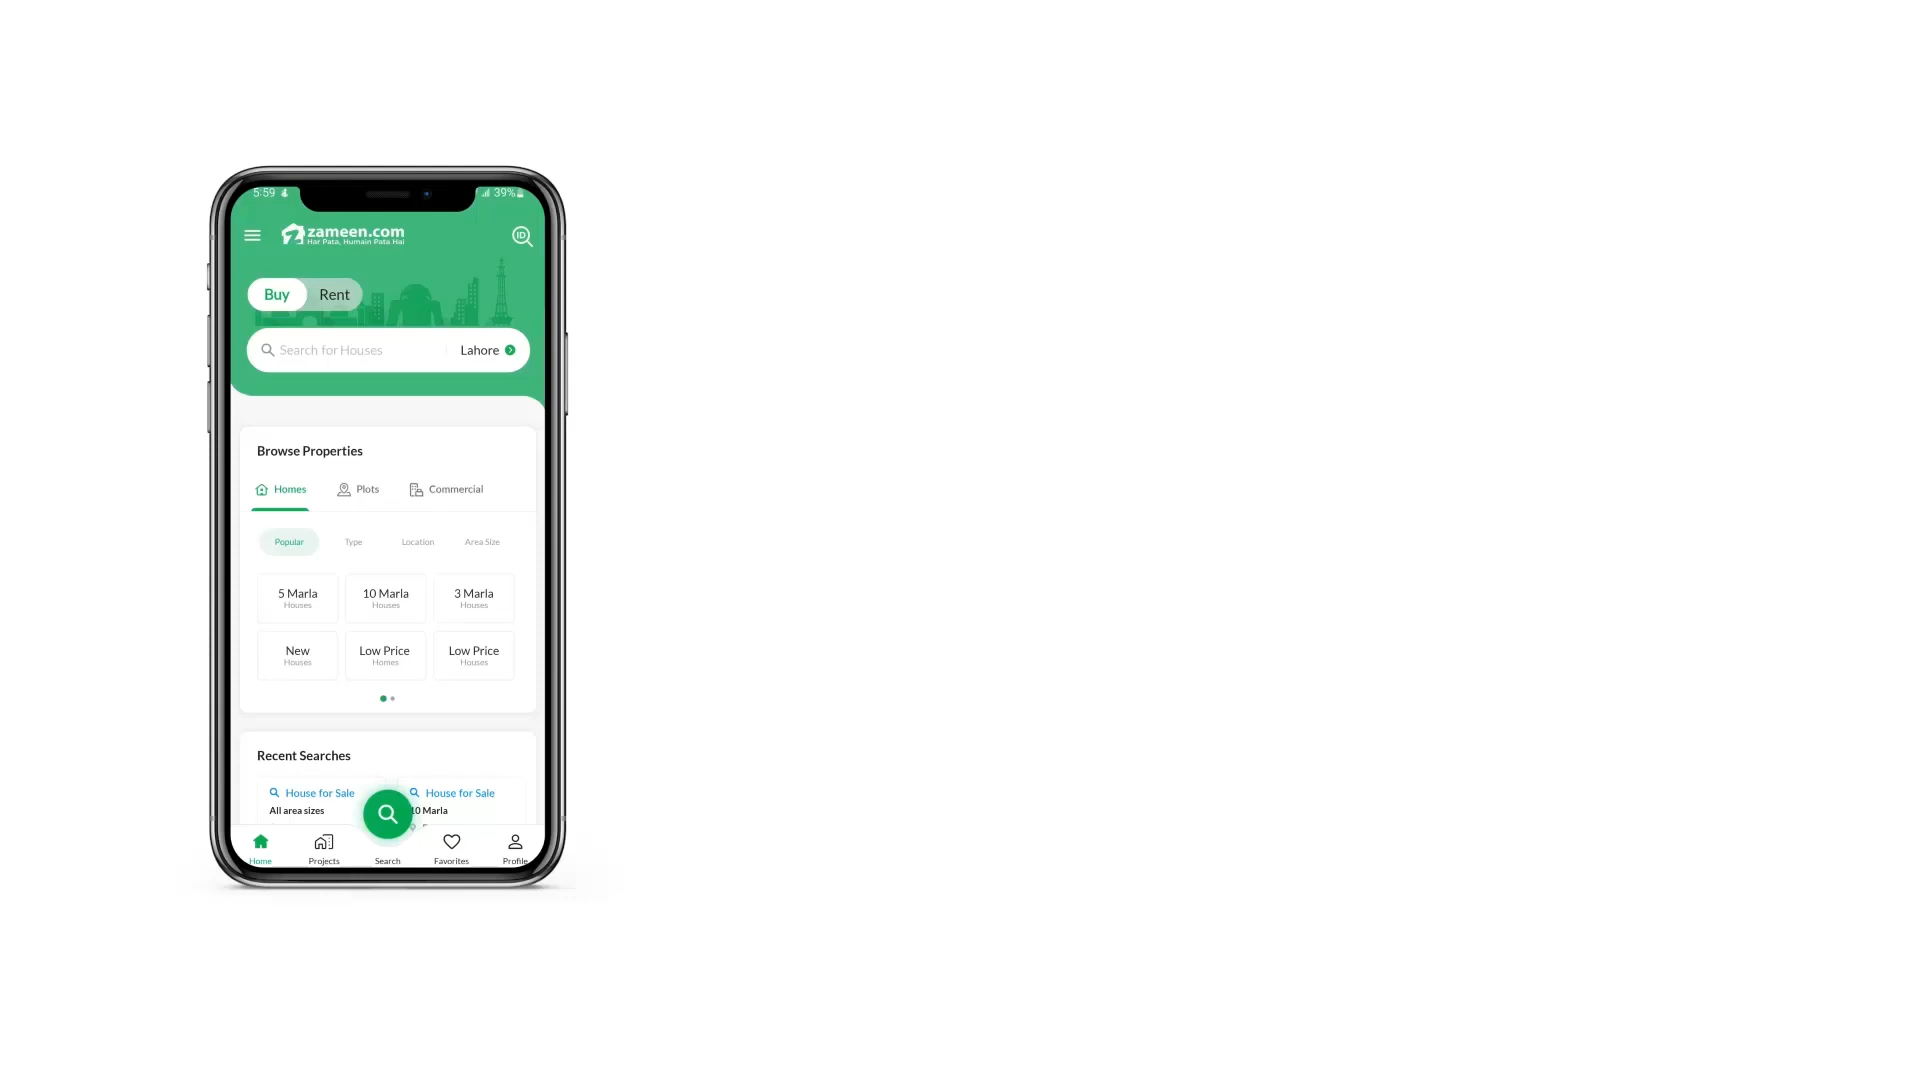 5:59 39%
zameen.com
Har Pata, Humain Pata Hai
ID
Buy Rent
Search for Houses Lahore
Browse Properties
Homes Plots Commercial
Popular Type Location Area Size
5 Marla 10 Marla 3 Marla
Houses Houses Houses
New Low Price Low Price
Houses Homes Houses
Recent Searches
House for Sale House for Sale
All area sizes 10 Marla
Home Projects Search Favorites Profile